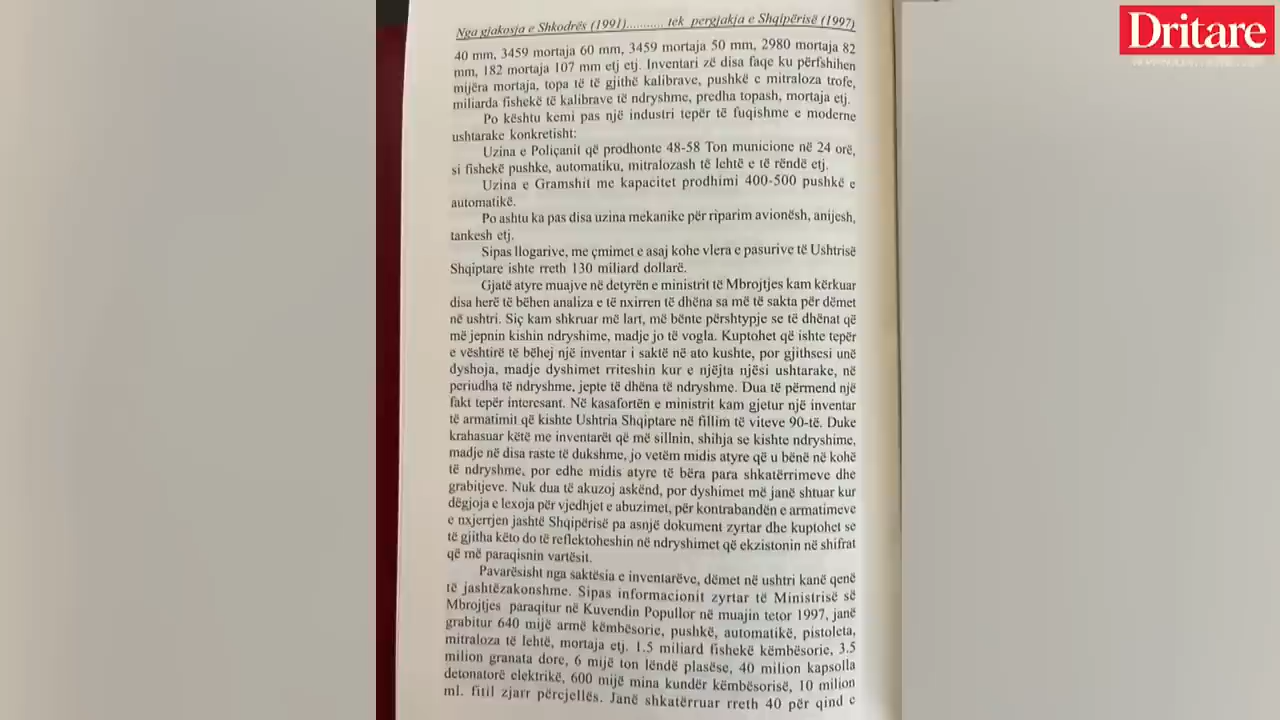 Dritare
Nga gjakosja e Shkodrës (1991)........... tek pergjakja e Shqipërisë (1997)
40 mm, 3459 mortaja 60 mm, 3459 mortaja 50 mm, 2980 mortaja 82
mm, 182 mortaja 107 mm etj etj. Inventari zë disa faqe ku përfshihen
mijëra mortaja, topa të të gjithë kalibrave, pushkë e mitraloza trofe,
miliarda fishekë të kalibrave të ndryshme, predha topash, mortaja etj.
Po kështu kemi pas një industri tepër të fuqishme e moderne
ushtarake konkretisht:
Uzina e Poliçanit që prodhonte 48-58 Ton municione në 24 orë,
si fishekë pushke, automatiku, mitralozash të lehtë e të rëndë etj.
Uzina e Gramshit me kapacitet prodhimi 400-500 pushkë e
automatikë.
Po ashtu ka pas disa uzina mekanike për riparim avionësh, anijesh,
tankesh etj.
Sipas llogarive, me çmimet e asaj kohe vlera e pasurive të Ushtrisë
Shqiptare ishte rreth 130 miliard dollarë.
Gjatë atyre muajve në detyrën e ministrit të Mbrojtjes kam kërkuar
disa herë të bëhen analiza e të nxirren të dhëna sa më të sakta për dëmet
në ushtri. Siç kam shkruar më lart, më bënte përshtypje se të dhënat që
më jepnin kishin ndryshime, madje jo të vogla. Kuptohet që ishte tepër
e vështirë të bëhej një inventar i saktë në ato kushte, por gjithsesi unë
dyshoja, madje dyshimet rriteshin kur e njëjta njësi ushtarake, në
periudha të ndryshme, jepte të dhëna të ndryshme. Dua të përmend një
fakt tepër interesant. Në kasafortën e ministrit kam gjetur një inventar
të armatimit që kishte Ushtria Shqiptare në fillim të viteve 90-të. Duke
krahasuar këtë me inventarët që më sillnin, shihja se kishte ndryshime,
madje në disa raste të dukshme, jo vetëm midis atyre që u bënë në kohë
të ndryshme, por edhe midis atyre të bëra para shkatërrimeve dhe
grabitjeve. Nuk dua të akuzoj askënd, por dyshimet më janë shtuar kur
dëgjoja e lexoja për vjedhjet e abuzimet, për kontrabandën e armatimeve
e nxjerrjen jashtë Shqipërisë pa asnjë dokument zyrtar dhe kuptohet se
të gjitha këto do të reflektoheshin në ndryshimet që ekzistonin në shifrat
që më paraqisnin vartësit.
Pavarësisht nga saktësia e inventarëve, dëmet në ushtri kanë qenë
të jashtëzakonshme. Sipas informacionit zyrtar të Ministrisë së
Mbrojtjes paraqitur në Kuvendin Popullor në muajin tetor 1997, janë
grabitur 640 mijë armë këmbësorie, pushkë, automatikë, pistoleta,
mitraloza të lehtë, mortaja etj. 1.5 miliard fishekë këmbësorie, 3.5
milion granata dore, 6 mijë ton lëndë plasëse, 40 milion kapsolla
detonatorë elektrikë, 600 mijë mina kundër këmbësorisë, 10 milion
ml. fitil zjarr përcjellës. Janë shkatërruar rreth 40 për qind e